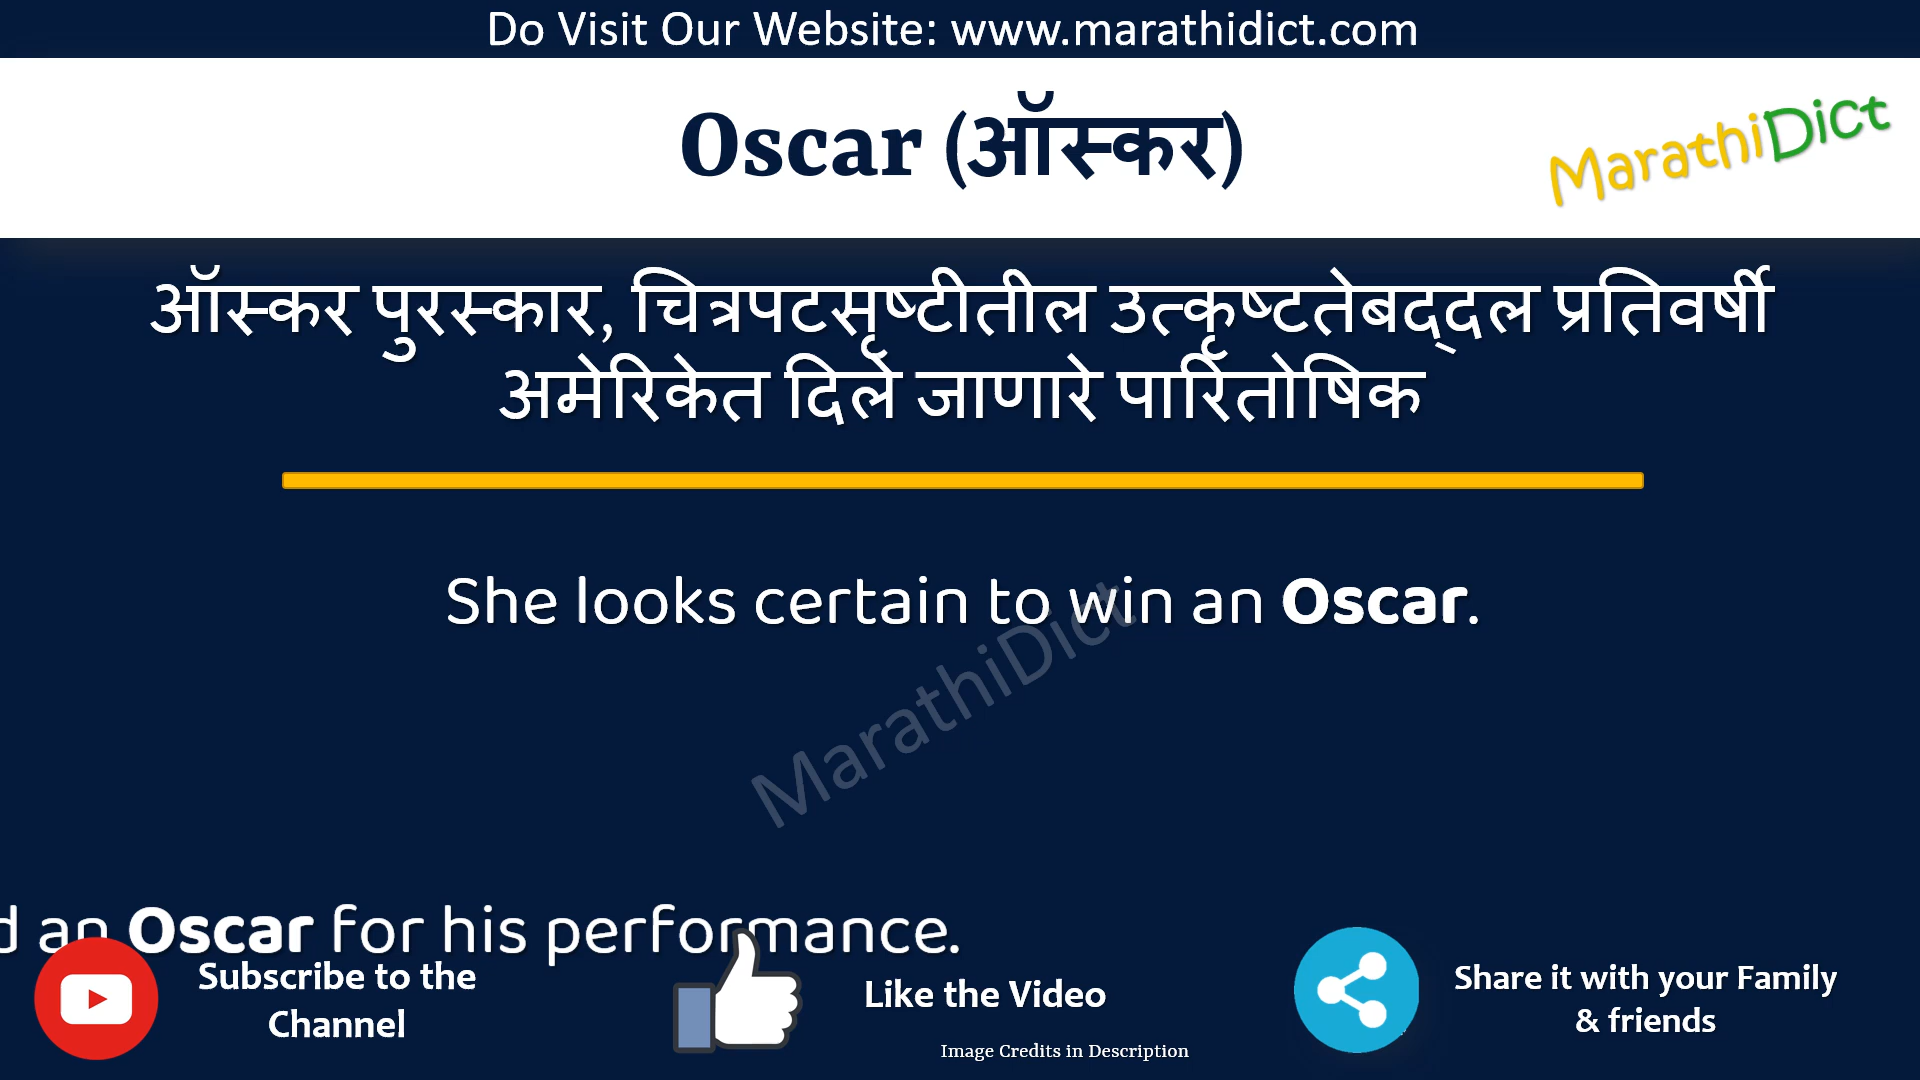 Do Visit Our Website: www.marathidict.com
Oscar (ऑस्कर)
MarathiDict
ऑस्कर पुरस्कार, चित्रपटसृष्टीतील उत्कृष्टतेबद्‌दल प्रतिवर्षी
अमेरिकेत दिले जाणारे पारितोषिक
She looks certain to win an Oscar.
MarathiDict
an Oscar for his performance.
Subscribe to the
Channel
Like the Video
Share it with your Family
& friends
Image Credits in Description